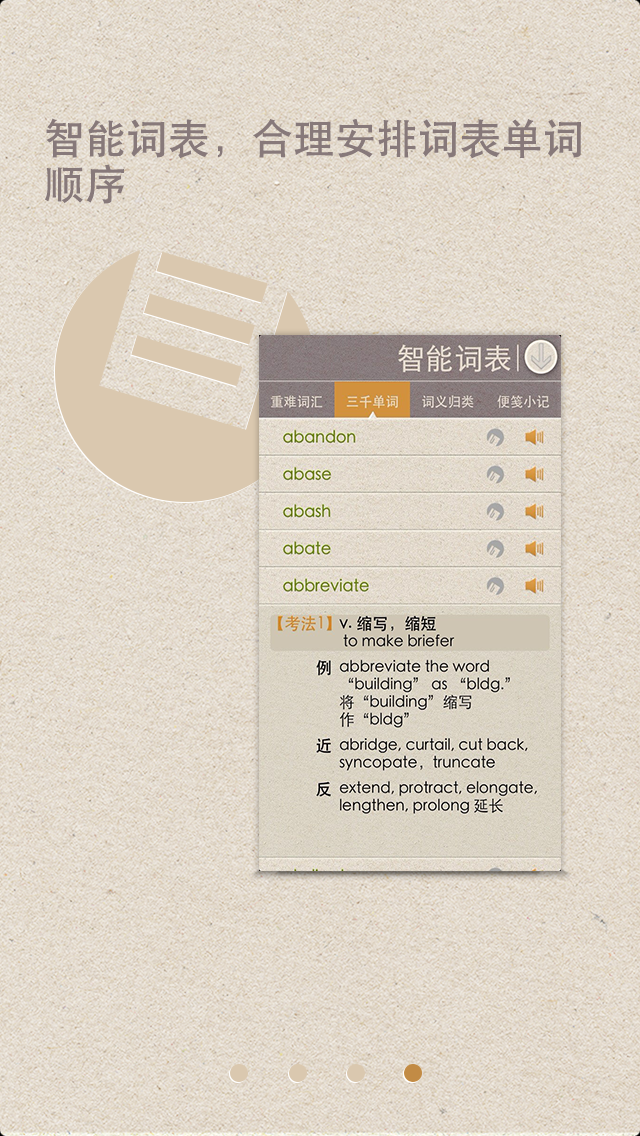 智能词表，合理安排词表单词
顺序
智能词表
重难词汇 三千单词 词义归类 便笺小记
abandon
abase
abash
abate
abbreviate
【考法1】 v. 缩写，缩短
to make briefer
例 abbreviate the word
“building” as “bldg.”
将“building”缩写
作“bldg”
近 abridge, curtail, cut back,
syncopate，truncate
反 extend, protract, elongate,
lengthen, prolong 延长